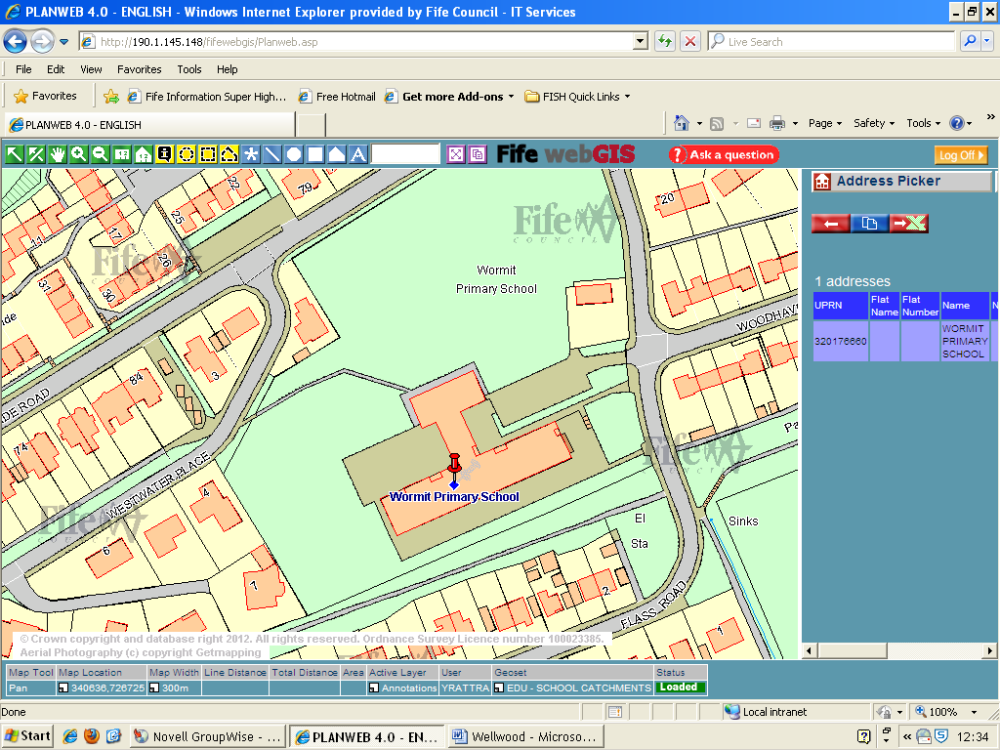 PLANWEB 4.0 - ENGLISH - Windows Internet Explorer provided by Fife Council - IT Services
http://190.1.145.148/fifewebgis/Planweb.asp
Live Search
File Edit View Favorites Tools Help
Favorites Fife Information Super High... Free Hotmail Get more Add-ons FISH Quick Links
PLANWEB 4.0 - ENGLISH
Page Safety Tools
Fife webGIS
Ask a question
Log Off
Address Picker
1 addresses
UPRN Flat Name Flat Number Name N
320176660 WORMIT PRIMARY SCHOOL
22
79
25
17
11
26
30
31
20
Fife COUNCIL
Fife
Wormit
Primary School
WOODHAV
3
84
DE ROAD
74
WESTWATER PLACE
4
6
7
Wormit Primary School
Fife
Fife
Pa
El
Sta
Sinks
2
FLASS ROAD
1
© Crown copyright and database right 2012. All rights reserved. Ordnance Survey Licence number 100023385.
Aerial Photography (c) copyright Getmapping
Map Tool Map Location Map Width Line Distance Total Distance Area Active Layer User Geoset Status
Pan 340636,726725 300m Annotations YRATTRA EDU - SCHOOL CATCHMENTS Loaded
Done Local intranet 100%
Start Novell GroupWise - ... PLANWEB 4.0 - EN... Wellwood - Microso... 12:34